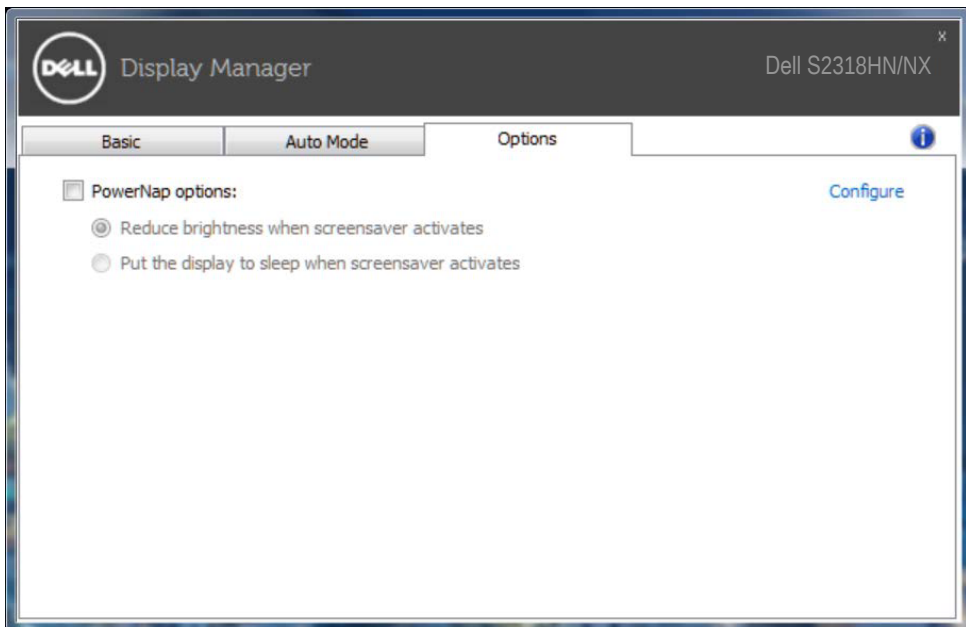 DELL Display Manager
Dell S2318HN/NX
x
Basic Auto Mode Options i
PowerNap options: Configure
Reduce brightness when screensaver activates
Put the display to sleep when screensaver activates